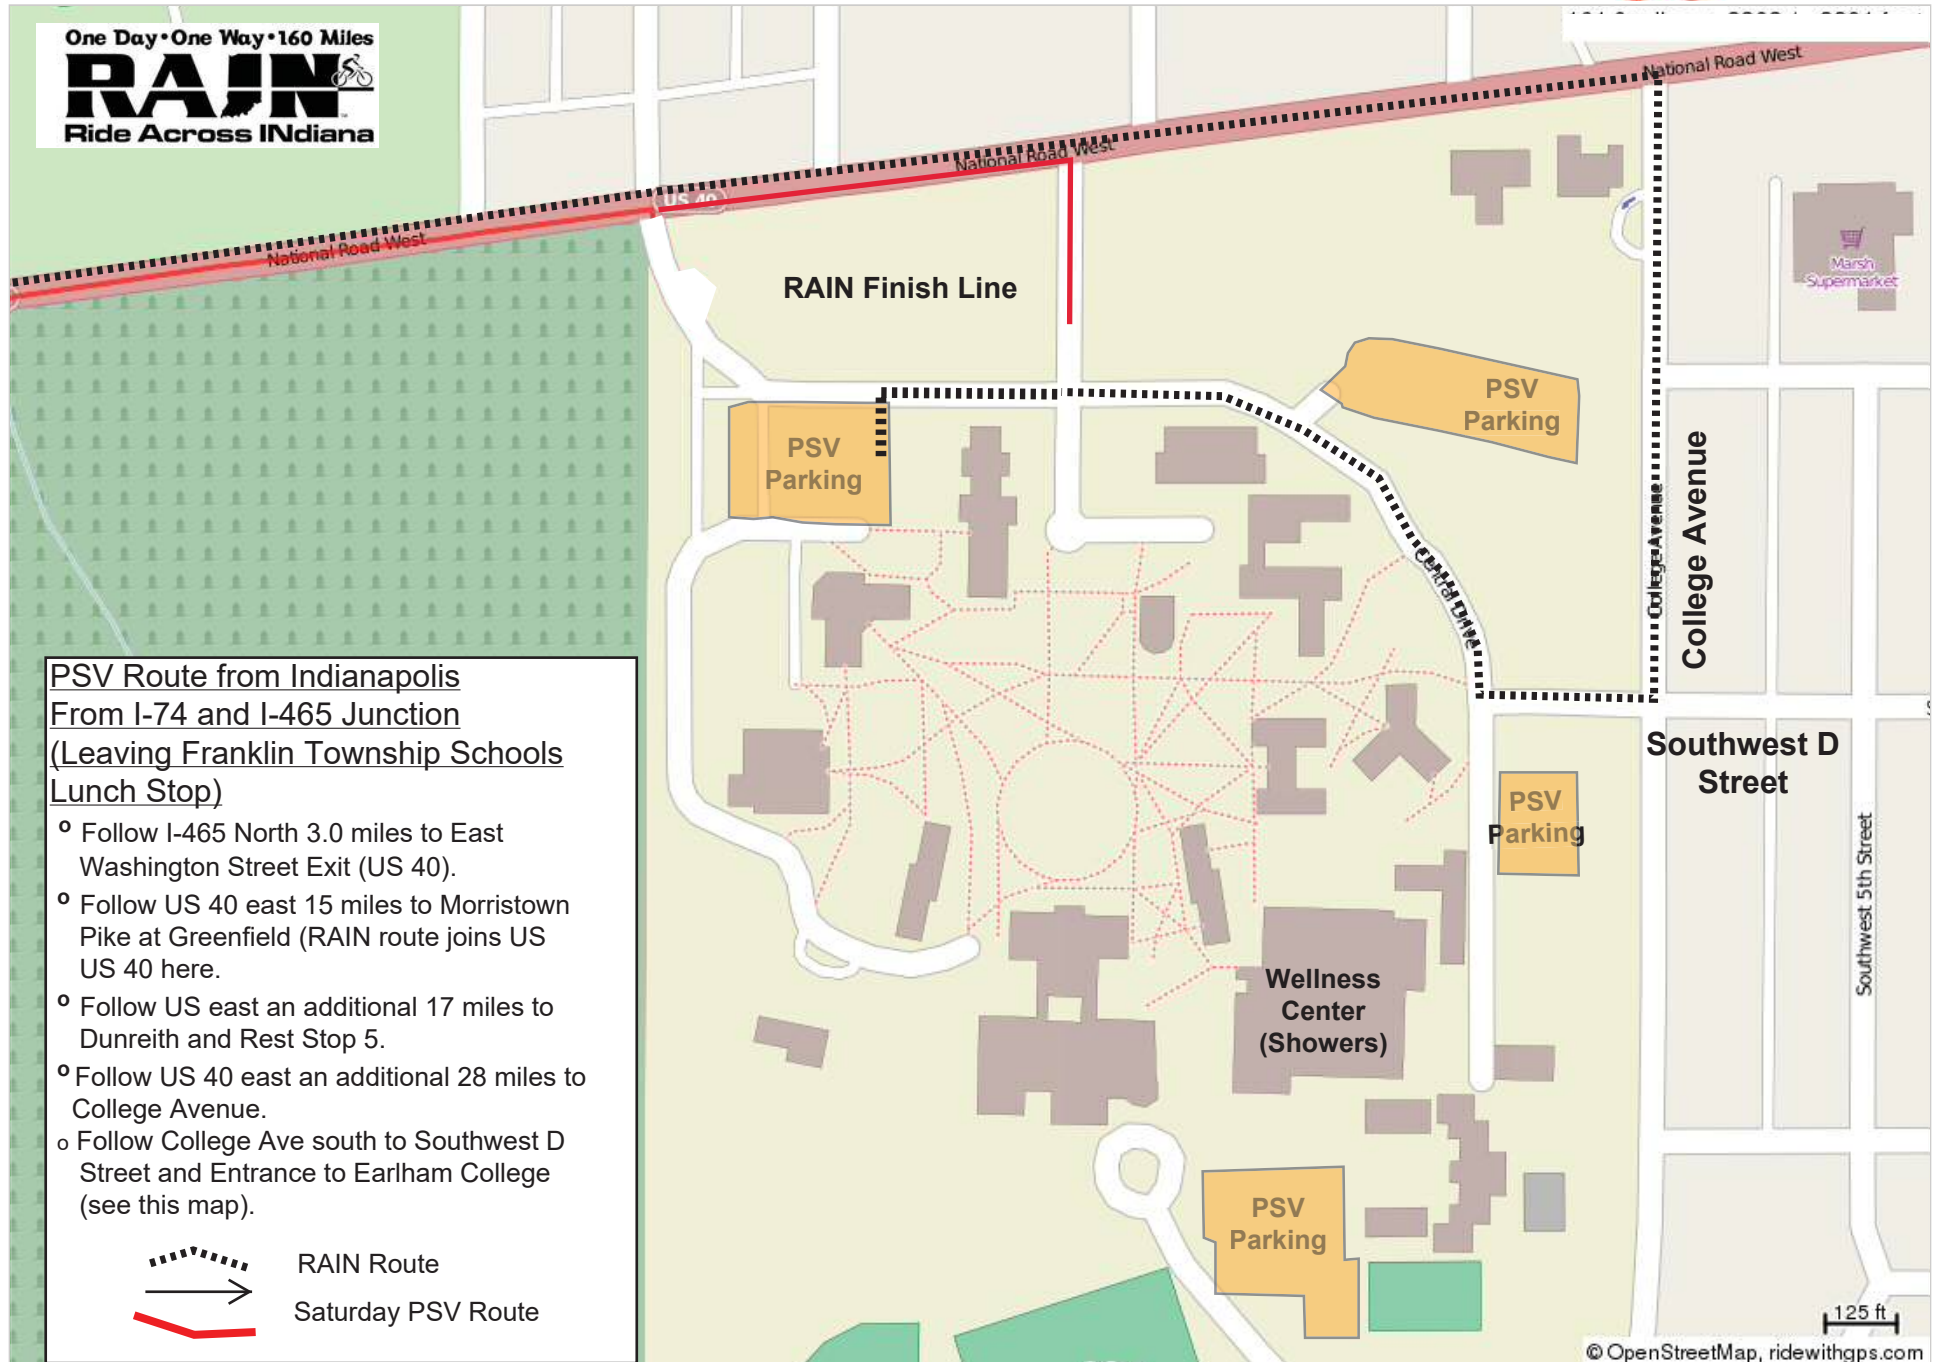 One Day•One Way•160 Miles
RAIN
Ride Across INdiana
National Road West
National Road West
US 40
National Road West
RAIN Finish Line
Marsh
Supermarket
PSV
Parking
PSV
Parking
College Avenue
College Avenue
Central Drive
Southwest D
Street
PSV
Parking
Southwest 5th Street
Wellness
Center
(Showers)
PSV
Parking
PSV Route from Indianapolis
From I-74 and I-465 Junction
(Leaving Franklin Township Schools
Lunch Stop)
o Follow I-465 North 3.0 miles to East
Washington Street Exit (US 40).
o Follow US 40 east 15 miles to Morristown
Pike at Greenfield (RAIN route joins US
US 40 here.
o Follow US east an additional 17 miles to
Dunreith and Rest Stop 5.
o Follow US 40 east an additional 28 miles to
College Avenue.
o Follow College Ave south to Southwest D
Street and Entrance to Earlham College
(see this map).
RAIN Route
Saturday PSV Route
125 ft
© OpenStreetMap, ridewithgps.com